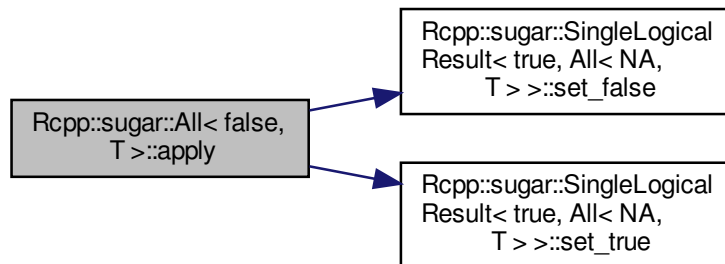 Rcpp::sugar::All< false,
T >::apply
Rcpp::sugar::SingleLogical
Result< true, All< NA,
T > >::set_false
Rcpp::sugar::SingleLogical
Result< true, All< NA,
T > >::set_true